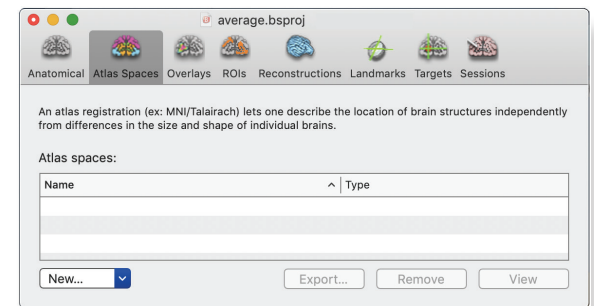 average.bsproj
Anatomical Atlas Spaces Overlays ROIs Reconstructions Landmarks Targets Sessions
An atlas registration (ex: MNI/Talairach) lets one describe the location of brain structures independently
from differences in the size and shape of individual brains.
Atlas spaces:
Name Type
New... Export... Remove View